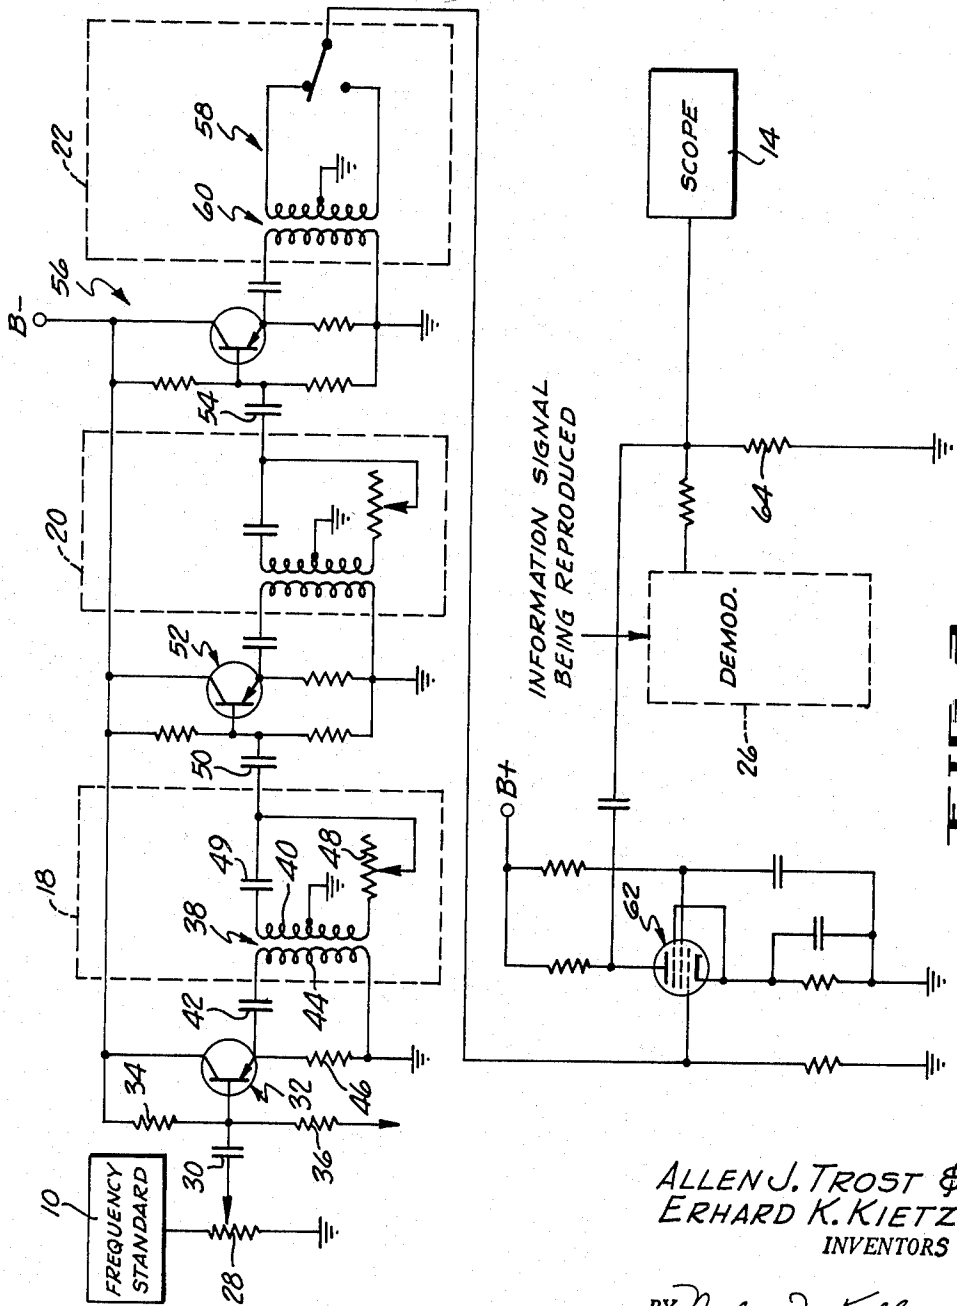 10
FREQUENCY
STANDARD
28
30
34
36
32
46
42
44
38
40
49
48
18
50
52
20
54
B-
56
60
58
22
B+
62
INFORMATION SIGNAL
BEING REPRODUCED
DEMOD.
26
64
SCOPE
14
ALLEN J. TROST &
ERHARD K. KIETZ
INVENTORS
BY